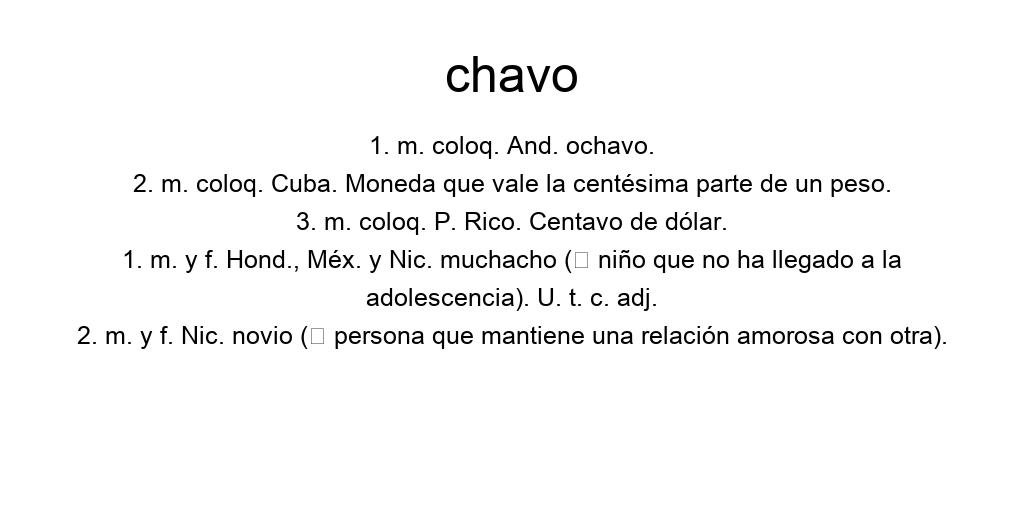 chavo
1. m. coloq. And. ochavo.
2. m. coloq. Cuba. Moneda que vale la centésima parte de un peso.
3. m. coloq. P. Rico. Centavo de dólar.
1. m. y f. Hond., Méx. y Nic. muchacho (▯ niño que no ha llegado a la
adolescencia). U. t. c. adj.
2. m. y f. Nic. novio (▯ persona que mantiene una relación amorosa con otra).